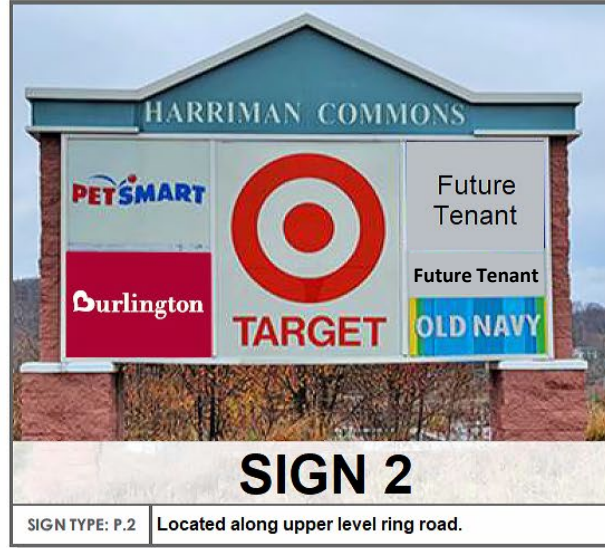 HARRIMAN COMMONS
PETSMART
Burlington
TARGET
Future
Tenant
Future Tenant
OLD NAVY
SIGN 2
SIGN TYPE: P.2
Located along upper level ring road.